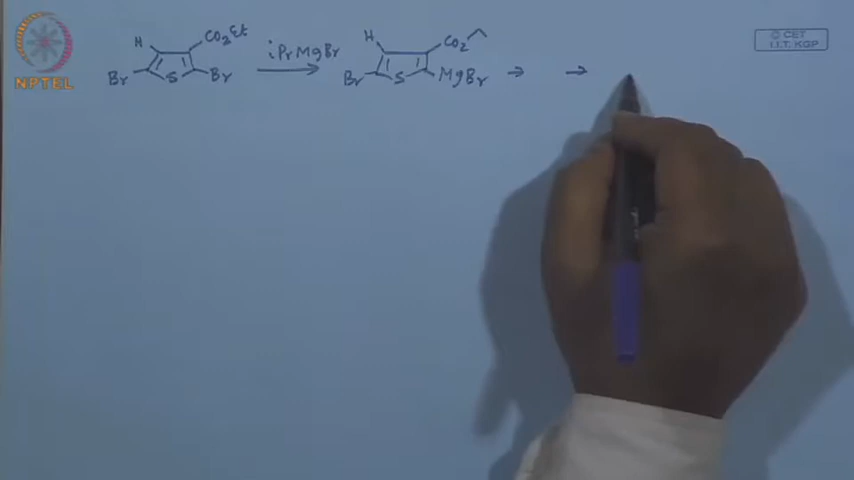 © CET
I.I.T. KGP
NPTEL
H CO2Et
Br S Br
iPrMgBr
H CO2
Br S MgBr